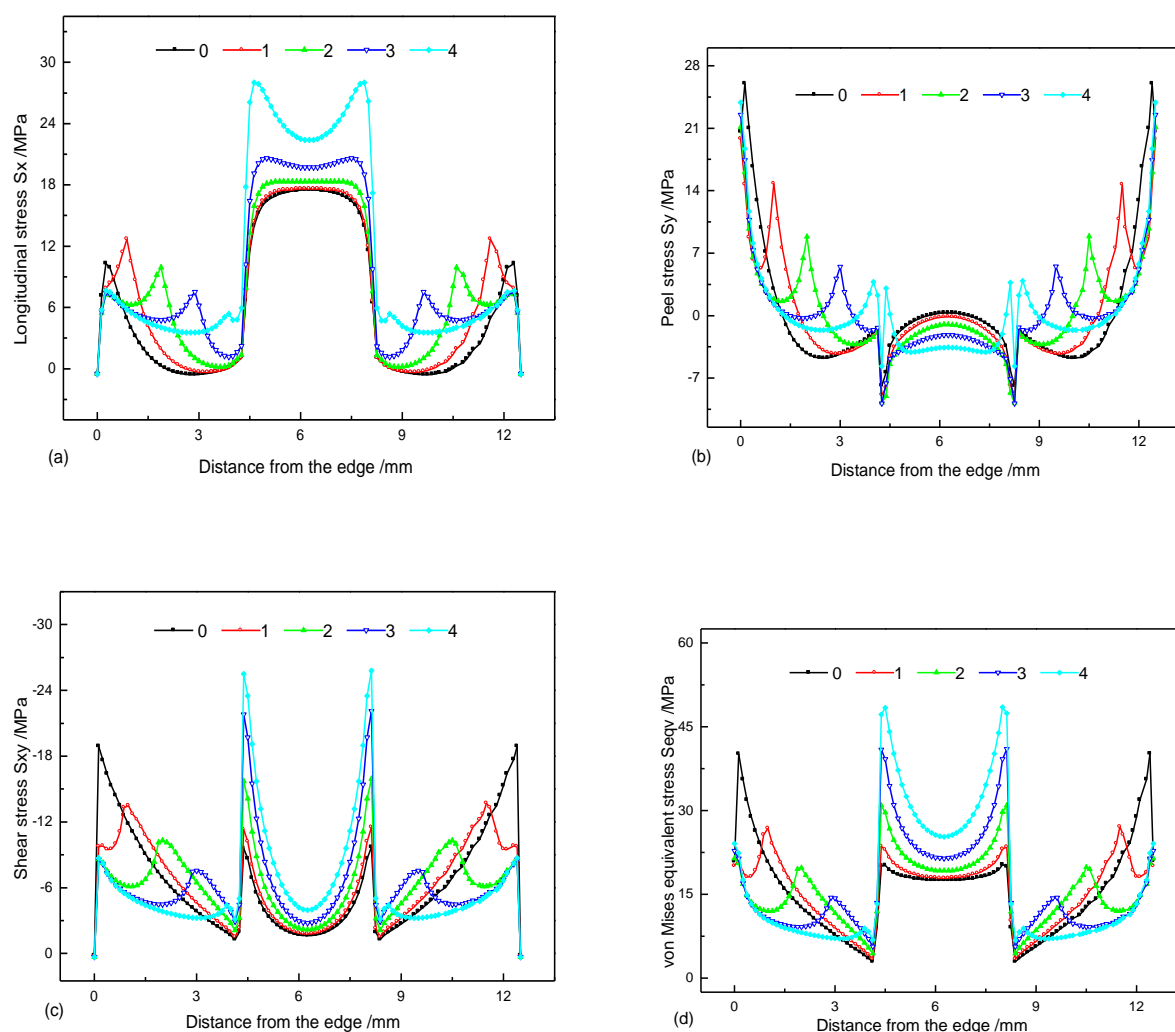 0 1 2 3 4
Longitudinal stress Sx /MPa
30
24
18
12
6
0
0 3 6 9 12
Distance from the edge /mm
(a)
0 1 2 3 4
Peel stress Sy /MPa
28
21
14
7
0
-7
0 3 6 9 12
Distance from the edge /mm
(b)
0 1 2 3 4
Shear stress Sxy /MPa
-30
-24
-18
-12
-6
0
0 3 6 9 12
Distance from the edge /mm
(c)
0 1 2 3 4
von Mises equivalent stress Seqv /MPa
60
45
30
15
0
0 3 6 9 12
Distance from the edge /mm
(d)